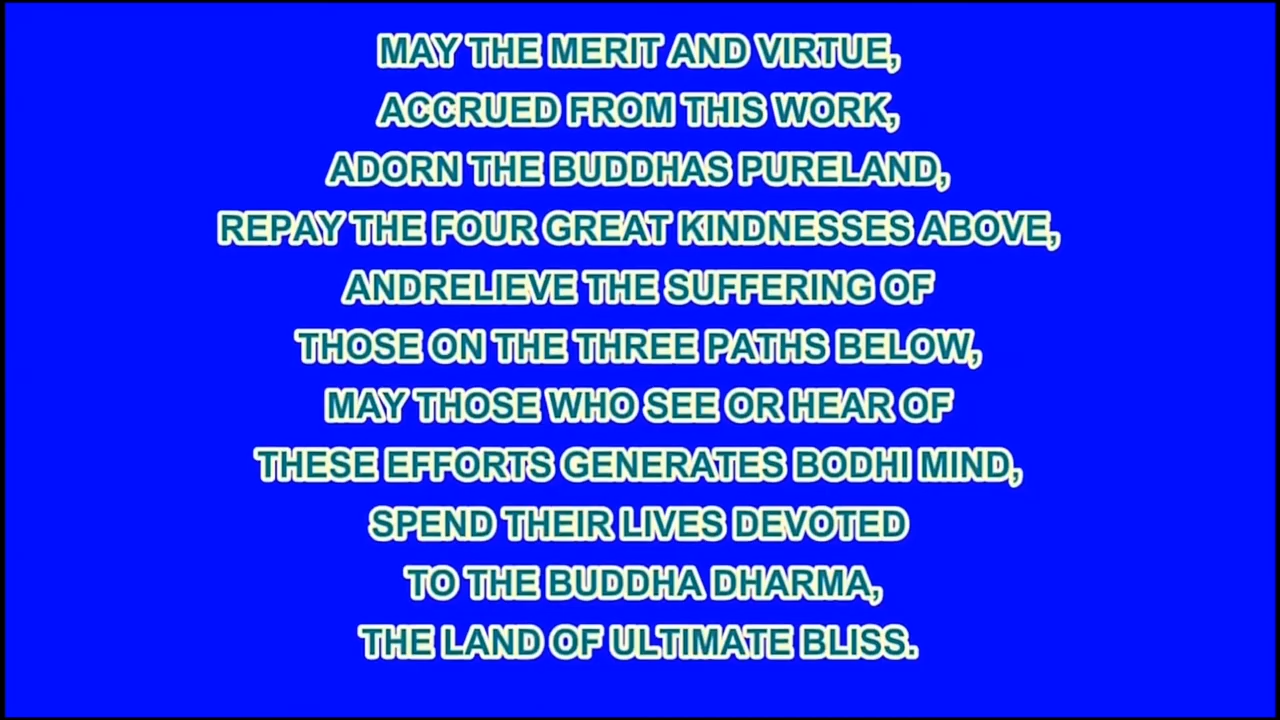 MAY THE MERIT AND VIRTUE,
ACCRUED FROM THIS WORK,
ADORN THE BUDDHAS PURELAND,
REPAY THE FOUR GREAT KINDNESSES ABOVE,
ANDRELIEVE THE SUFFERING OF
THOSE ON THE THREE PATHS BELOW,
MAY THOSE WHO SEE OR HEAR OF
THESE EFFORTS GENERATES BODHI MIND,
SPEND THEIR LIVES DEVOTED
TO THE BUDDHA DHARMA,
THE LAND OF ULTIMATE BLISS.